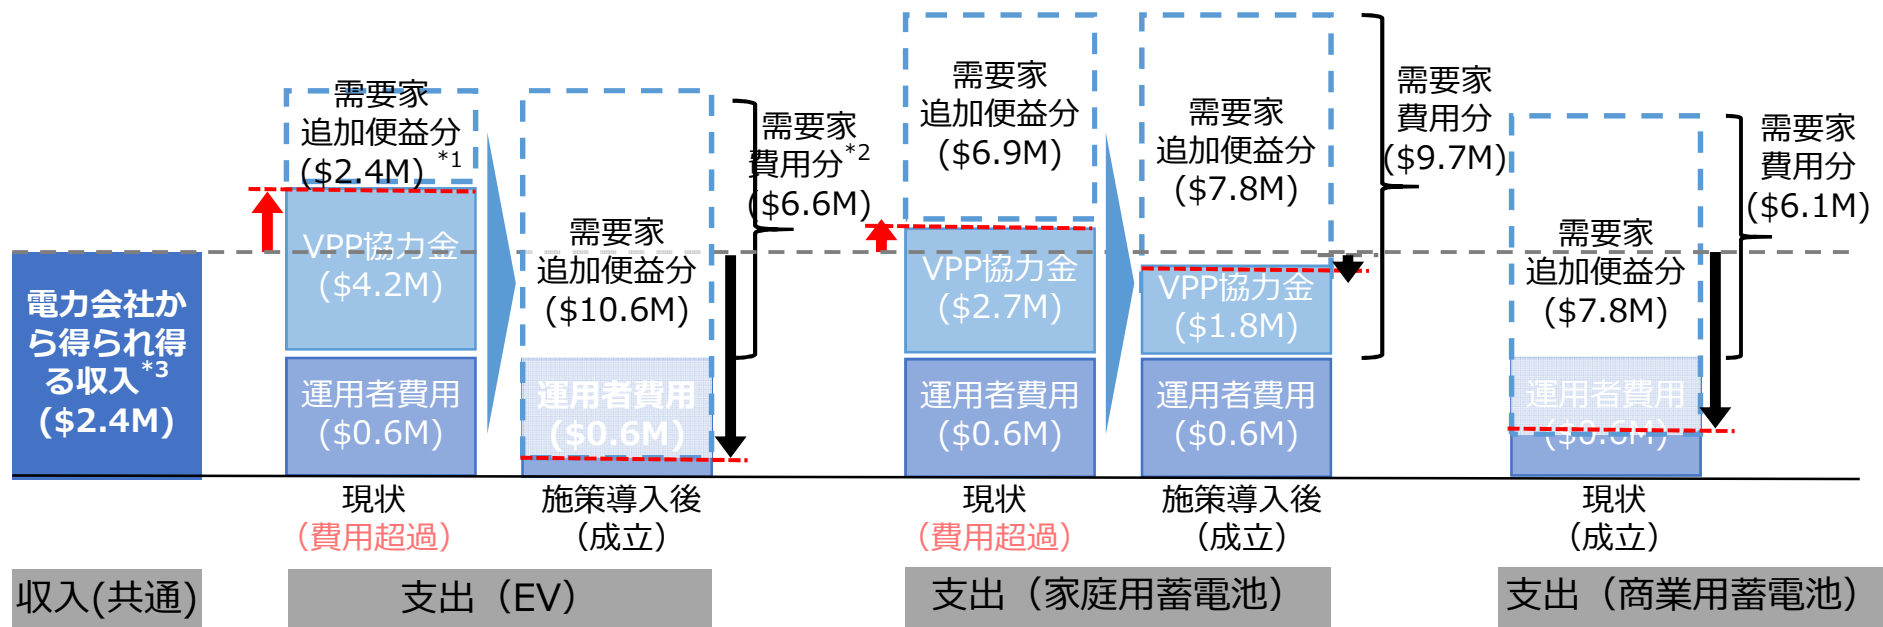 電力会社か
ら得られ得
る収入*3
($2.4M)
需要家
追加便益分
($2.4M) *1
VPP協力金
($4.2M)
運用者費用
($0.6M)
需要家
追加便益分
($10.6M)
運用者費用
($0.6M)
需要家
費用分*2
($6.6M)
需要家
追加便益分
($6.9M)
VPP協力金
($2.7M)
運用者費用
($0.6M)
需要家
追加便益分
($7.8M)
VPP協力金
($1.8M)
運用者費用
($0.6M)
需要家
費用分
($9.7M)
需要家
追加便益分
($7.8M)
運用者費用
($0.6M)
需要家
費用分
($6.1M)
現状
（費用超過）
施策導入後
（成立）
現状
（費用超過）
施策導入後
（成立）
現状
（成立）
収入(共通)
支出（EV）
支出（家庭用蓄電池）
支出（商業用蓄電池）